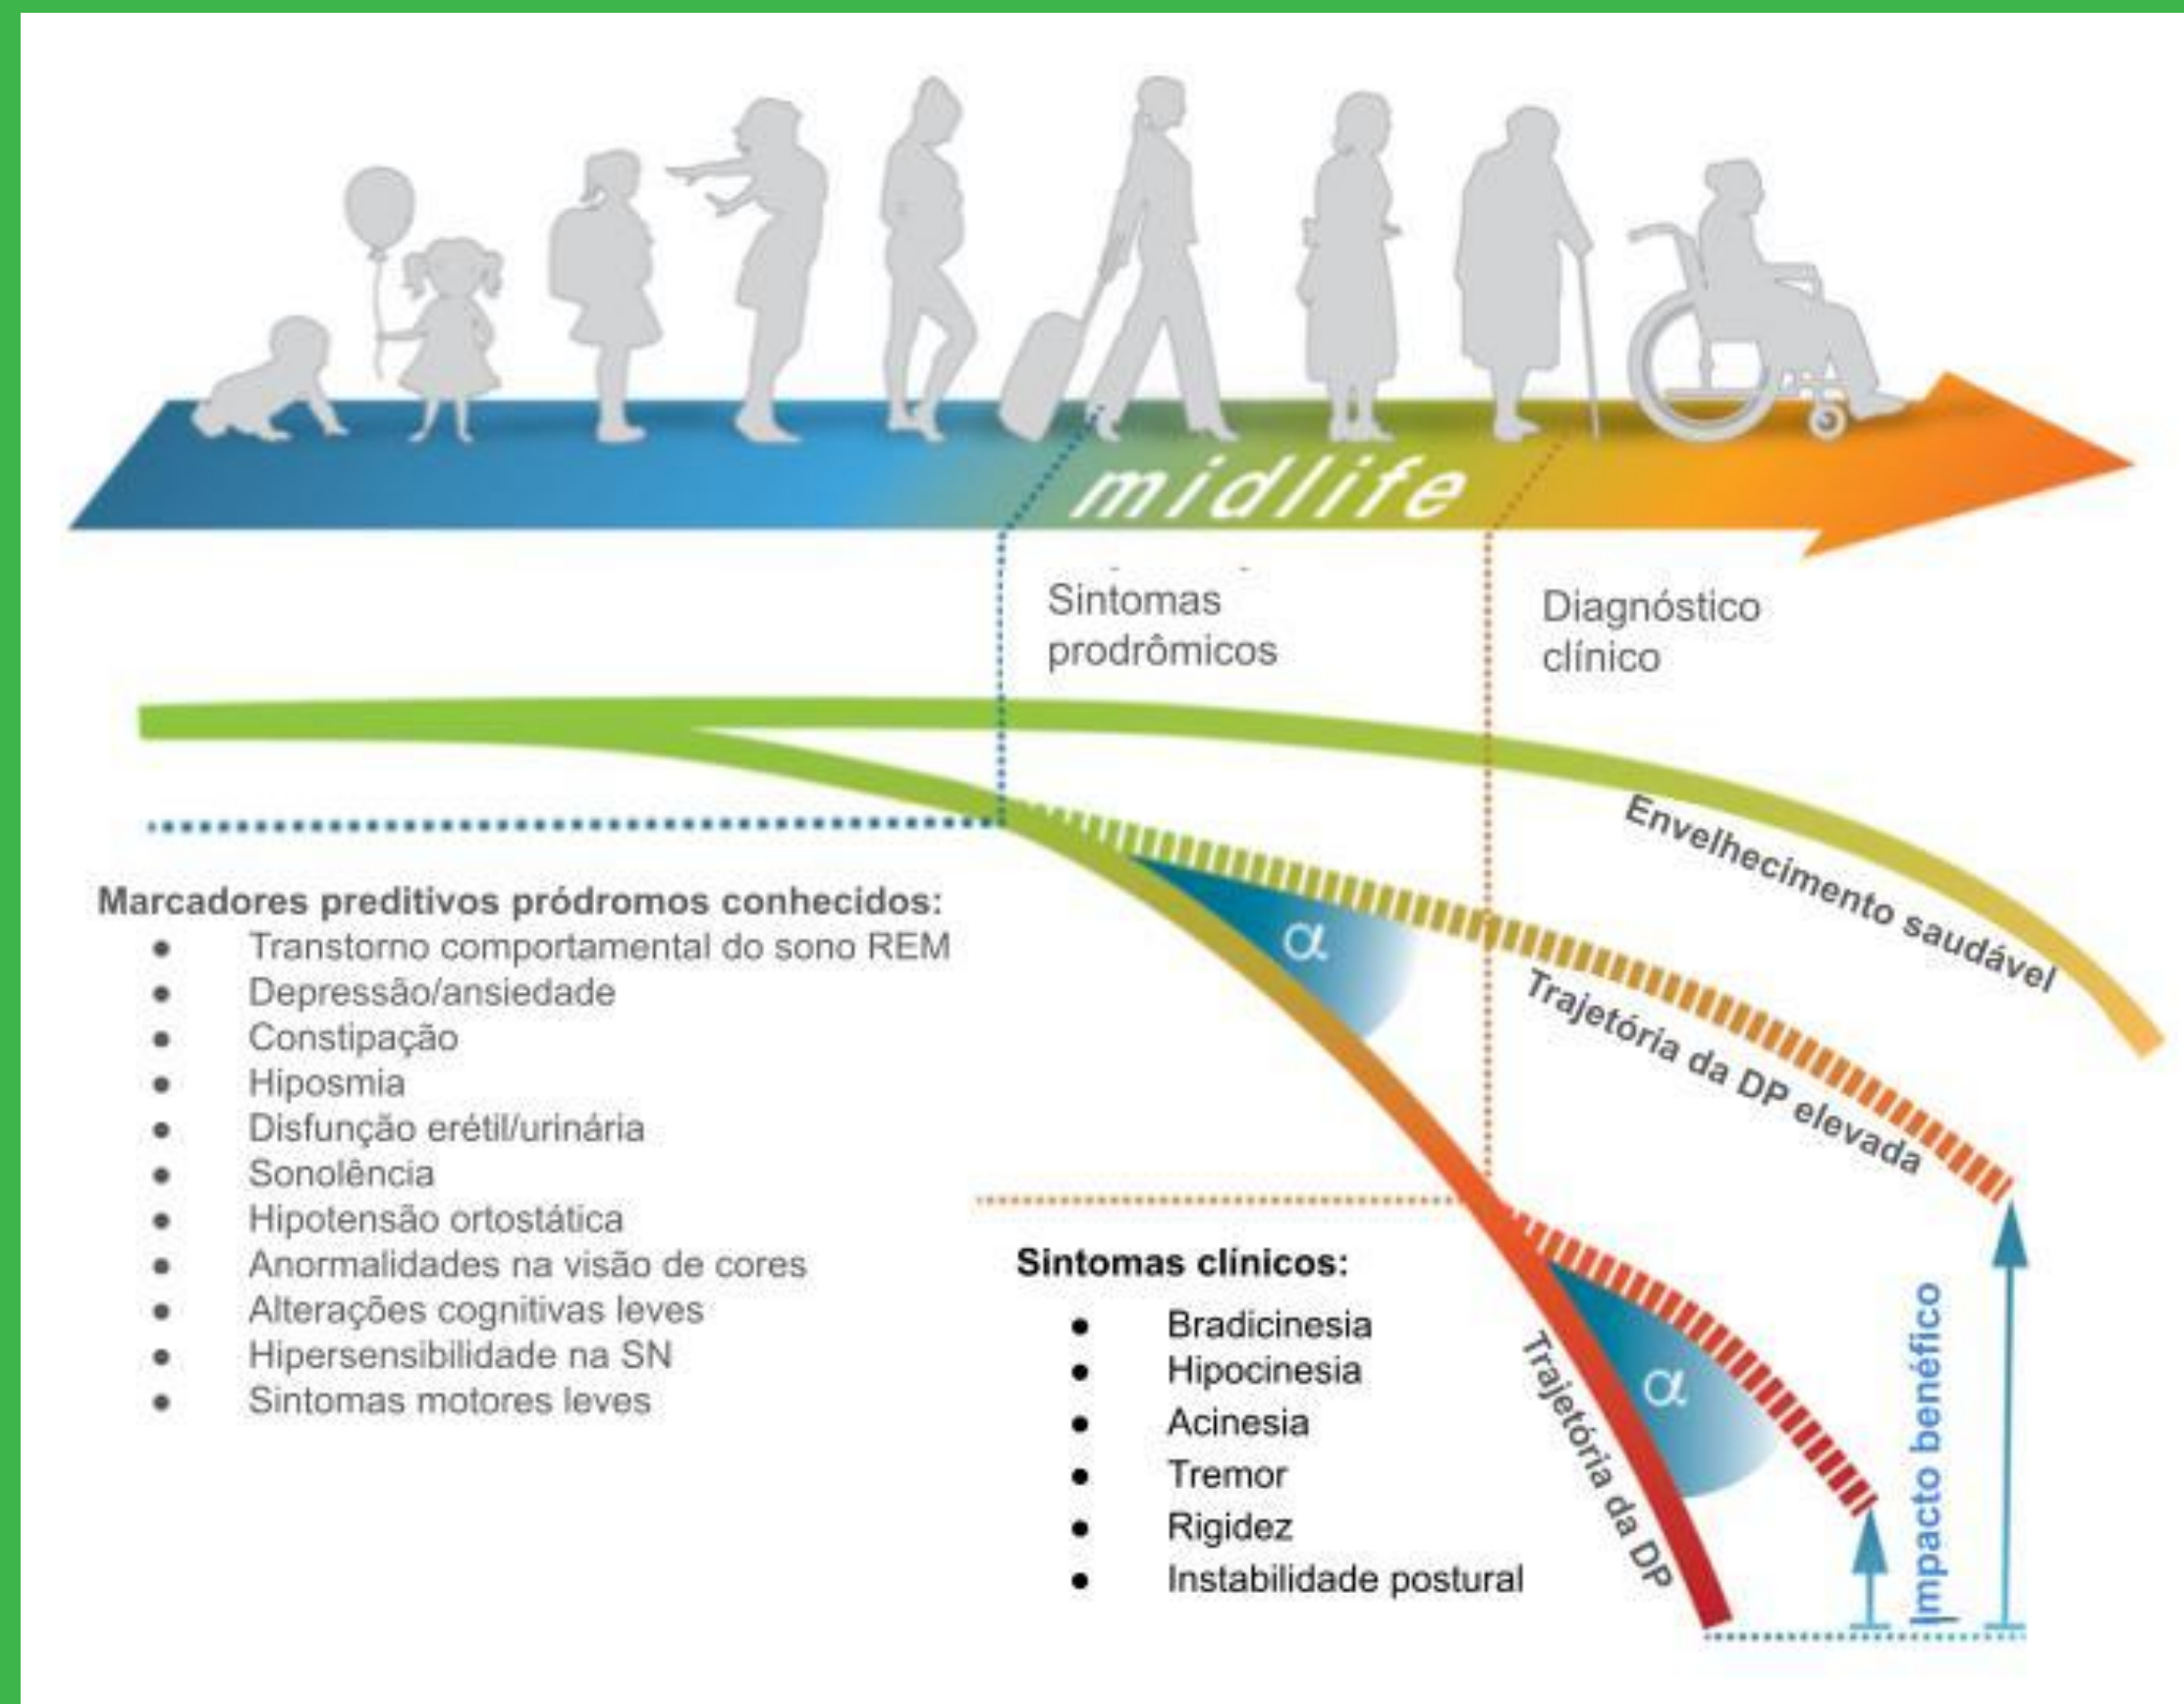 midlife
Sintomas
prodrômicos
Diagnóstico
clínico
Envelhecimento saudável
Trajetória da DP elevada
α
Marcadores preditivos pródromos conhecidos:
● Transtorno comportamental do sono REM
● Depressão/ansiedade
● Constipação
● Hiposmia
● Disfunção erétil/urinária
● Sonolência
● Hipotensão ortostática
● Anormalidades na visão de cores
● Alterações cognitivas leves
● Hipersensibilidade na SN
● Sintomas motores leves
Sintomas clínicos:
● Bradicinesia
● Hipocinesia
● Acinesia
● Tremor
● Rigidez
● Instabilidade postural
Trajetória da DP
α
Impacto benéfico